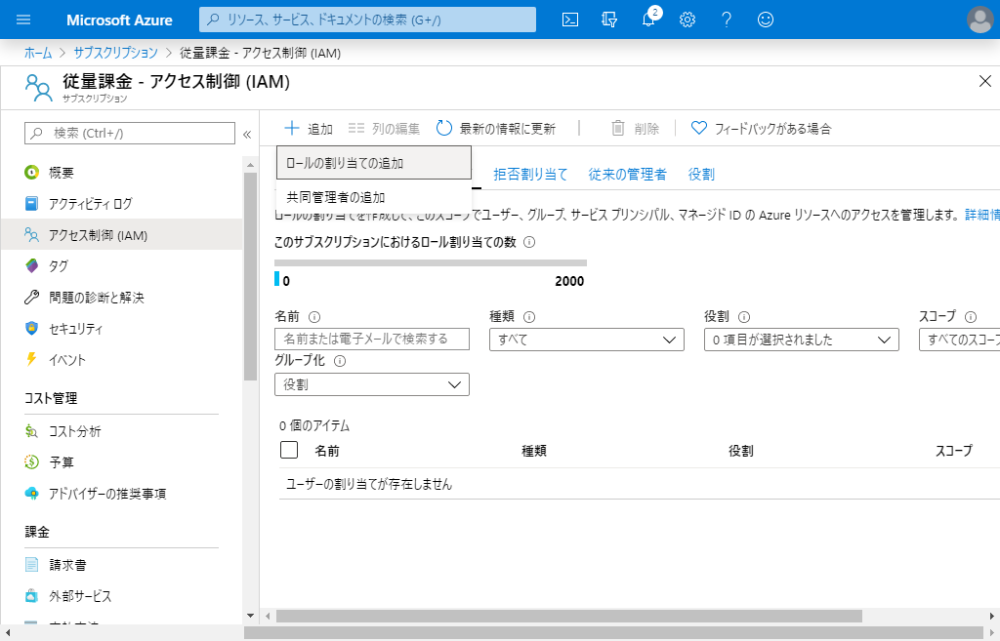 Microsoft Azure
リソース、サービス、ドキュメントの検索 (G+/)
2
ホーム > サブスクリプション > 従量課金 - アクセス制御 (IAM)
従量課金 - アクセス制御 (IAM)
サブスクリプション
検索 (Ctrl+/)
概要
アクティビティ ログ
アクセス制御 (IAM)
タグ
問題の診断と解決
セキュリティ
イベント
コスト管理
コスト分析
予算
アドバイザーの推奨事項
課金
請求書
外部サービス
追加
列の編集
最新の情報に更新
削除
フィードバックがある場合
ロールの割り当ての追加
共同管理者の追加
拒否割り当て
従来の管理者
役割
ロールの割り当てを作成して、このスコープでユーザー、グループ、サービス プリンシパル、マネージド ID の Azure リソースへのアクセスを管理します。 詳細情
このサブスクリプションにおけるロール割り当ての数
0 2000
名前 種類 役割 スコープ
名前または電子メールで検索する すべて 0 項目が選択されました すべてのスコープ
グループ化
役割
0 個のアイテム
名前 種類 役割 スコープ
ユーザーの割り当てが存在しません